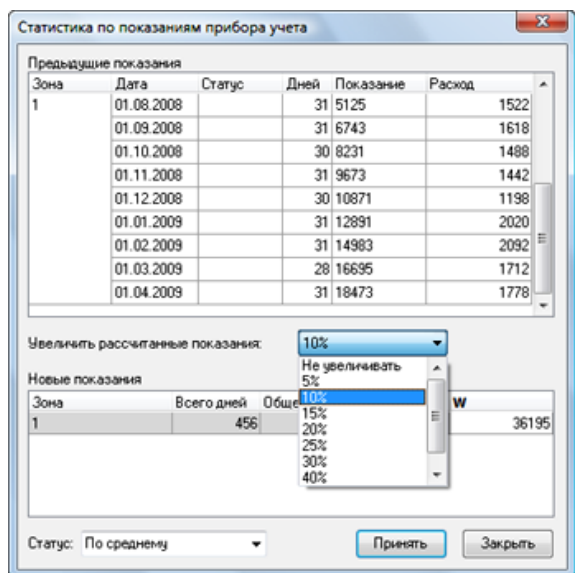 Статистика по показаниям прибора учета
Предыдущие показания
Зона Дата Статус Дней Показание Расход
1 01.08.2008 31 5125 1522
01.09.2008 31 6743 1618
01.10.2008 30 8231 1488
01.11.2008 31 9673 1442
01.12.2008 30 10871 1198
01.01.2009 31 12891 2020
01.02.2009 31 14983 2092
01.03.2009 28 16695 1712
01.04.2009 31 18473 1778
Увеличить рассчитанные показания: 10%
Не увеличивать
5%
10%
15%
20%
25%
30%
40%
Новые показания
Зона Всего дней Обще W
1 456 36195
Статус: По среднему Принять Закрыть